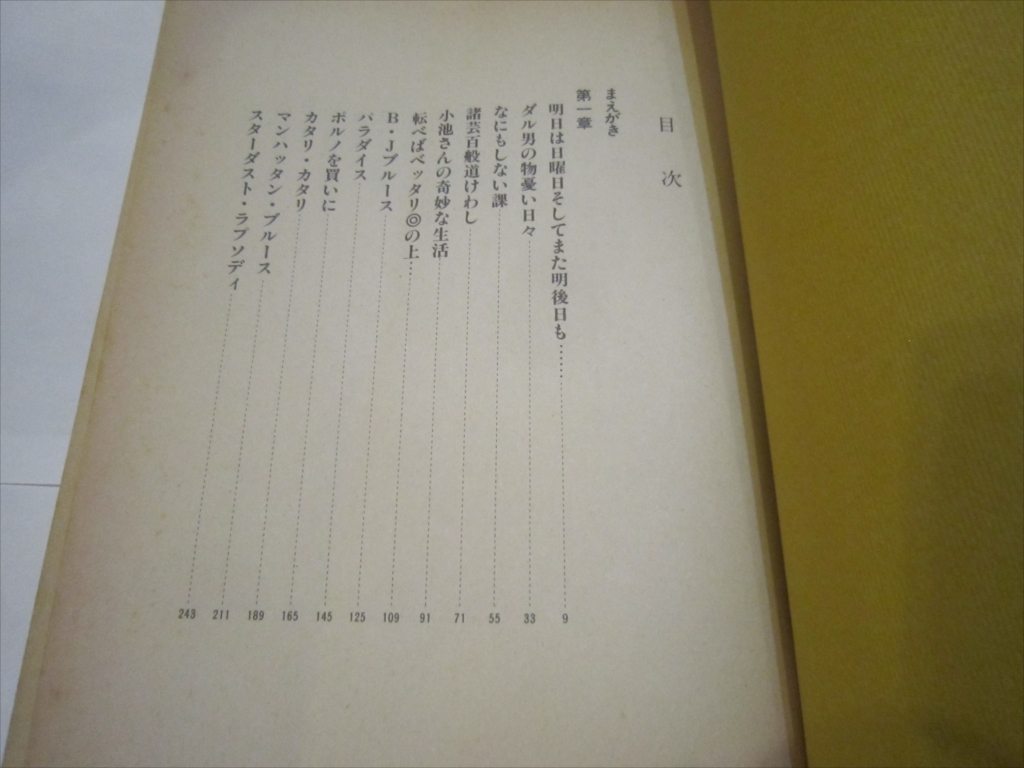 目次
まえがき
第一章
明日は日曜日そしてまた明後日も…… 9
ダル男の物憂い日々 33
なにもしない課 55
諸芸百般道けわし 71
小池さんの奇妙な生活 91
転べばベッタリ◎の上 109
B・Jブルース 125
パラダイス 145
ポルノを買いに 165
カタリ・カタリ 189
マンハッタン・ブルース 211
スターダスト・ラプソディ 243